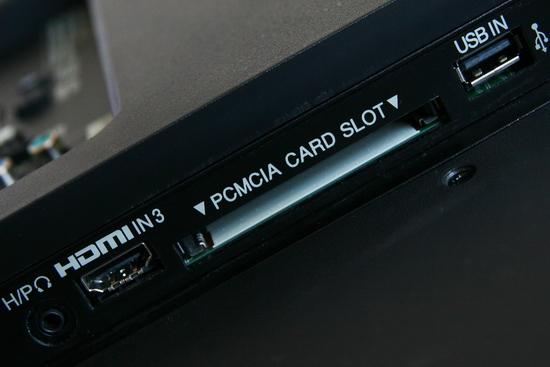 USB IN
PCMCIA CARD SLOT
HDMI IN 3
H/P